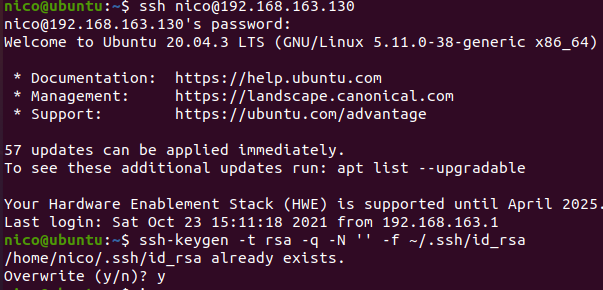 nico@ubuntu:~$ ssh nico@192.168.163.130
nico@192.168.163.130's password:
Welcome to Ubuntu 20.04.3 LTS (GNU/Linux 5.11.0-38-generic x86_64)
* Documentation:  https://help.ubuntu.com
* Management:     https://landscape.canonical.com
* Support:        https://ubuntu.com/advantage
57 updates can be applied immediately.
To see these additional updates run: apt list --upgradable
Your Hardware Enablement Stack (HWE) is supported until April 2025.
Last login: Sat Oct 23 15:11:18 2021 from 192.168.163.1
nico@ubuntu:~$ ssh-keygen -t rsa -q -N '' -f ~/.ssh/id_rsa
/home/nico/.ssh/id_rsa already exists.
Overwrite (y/n)? y